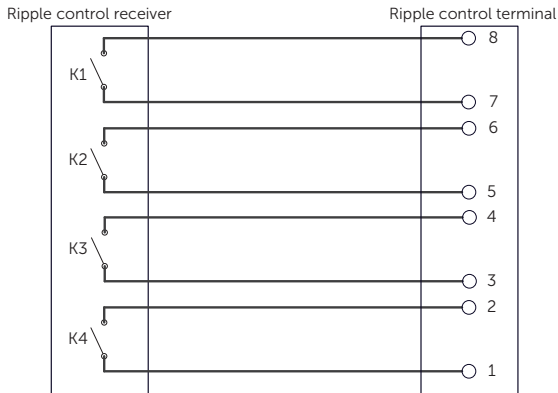 Ripple control receiver
Ripple control terminal
8
K1
7
6
K2
5
4
K3
3
2
K4
1